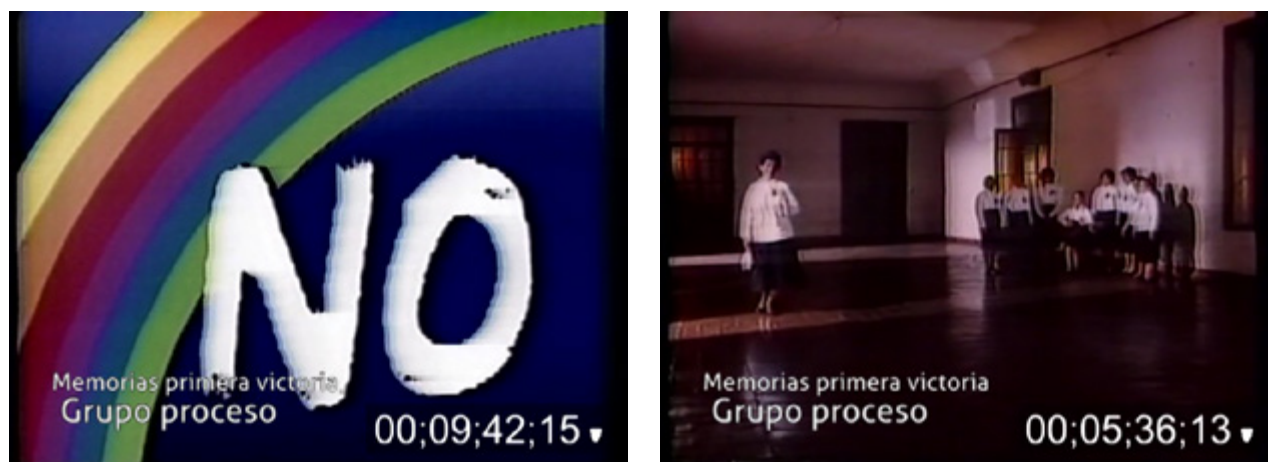 NO
Memorias primera victoria
Grupo proceso
00;09;42;15
Memorias primera victoria
Grupo proceso
00;05;36;13